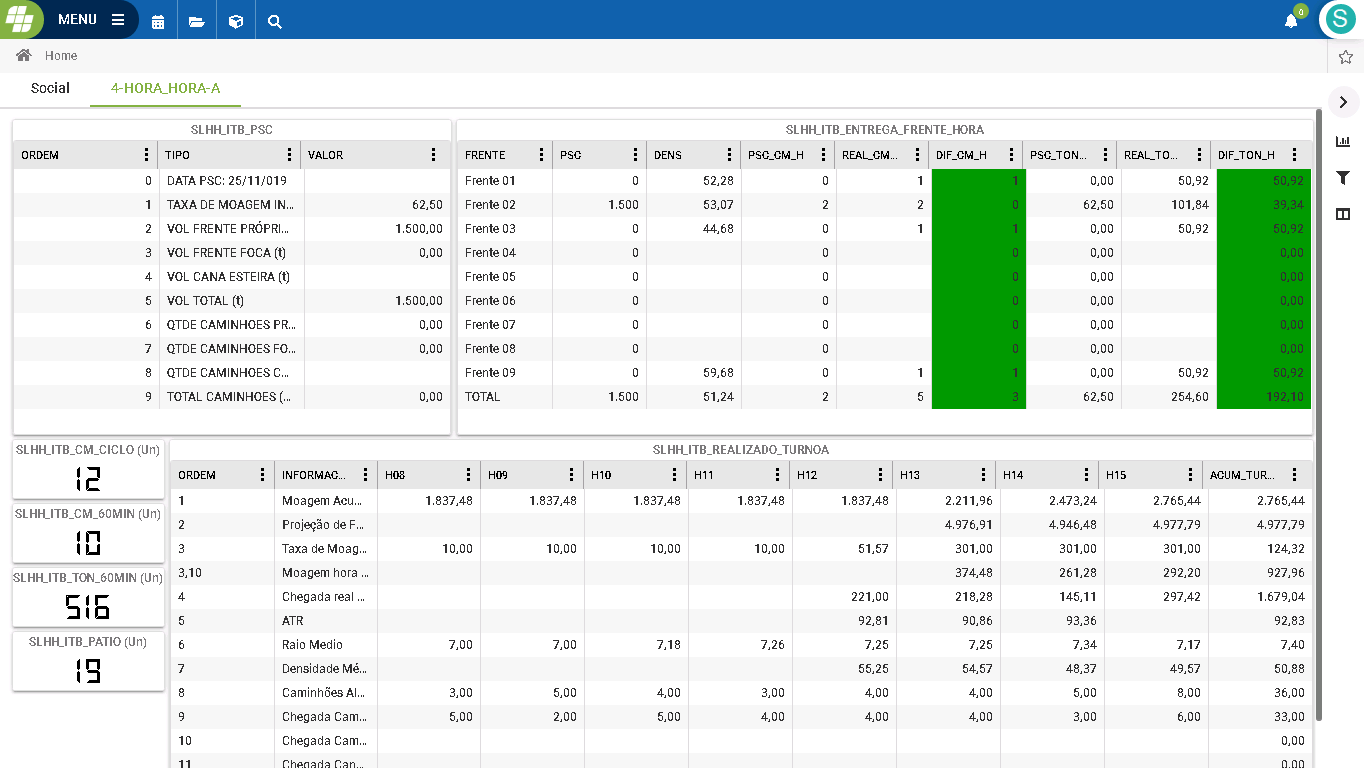 MENU
0
S
Home
Social 4-HORA_HORA-A
SLHH_ITB_PSC
ORDEM TIPO VALOR
0 DATA PSC: 25/11/019
1 TAXA DE MOAGEM IN... 62,50
2 VOL FRENTE PRÓPRI... 1.500,00
3 VOL FRENTE FOCA (t) 0,00
4 VOL CANA ESTEIRA (t)
5 VOL TOTAL (t) 1.500,00
6 QTDE CAMINHOES PR... 0,00
7 QTDE CAMINHOES FO... 0,00
8 QTDE CAMINHOES C...
9 TOTAL CAMINHOES (... 0,00
SLHH_ITB_ENTREGA_FRENTE_HORA
FRENTE PSC DENS PSC_CM_H REAL_CM... DIF_CM_H PSC_TON... REAL_TO... DIF_TON_H
Frente 01 0 52,28 0 1 1 0,00 50,92 50,92
Frente 02 1.500 53,07 2 2 0 62,50 101,84 39,34
Frente 03 0 44,68 0 1 1 0,00 50,92 50,92
Frente 04 0 0 0 0,00 0,00
Frente 05 0 0 0 0,00 0,00
Frente 06 0 0 0 0,00 0,00
Frente 07 0 0 0 0,00 0,00
Frente 08 0 0 0 0,00 0,00
Frente 09 0 59,68 0 1 1 0,00 50,92 50,92
TOTAL 1.500 51,24 2 5 3 62,50 254,60 192,10
SLHH_ITB_CM_CICLO (Un)
12
SLHH_ITB_CM_60MIN (Un)
10
SLHH_ITB_TON_60MIN (Un)
516
SLHH_ITB_PATIO (Un)
19
SLHH_ITB_REALIZADO_TURNOA
ORDEM INFORMAC... H08 H09 H10 H11 H12 H13 H14 H15 ACUM_TUR...
1 Moagem Acu... 1.837,48 1.837,48 1.837,48 1.837,48 1.837,48 2.211,96 2.473,24 2.765,44 2.765,44
2 Projeção de F... 4.976,91 4.946,48 4.977,79 4.977,79
3 Taxa de Moag... 10,00 10,00 10,00 10,00 51,57 301,00 301,00 301,00 124,32
3,10 Moagem hora ... 374,48 261,28 292,20 927,96
4 Chegada real ... 221,00 218,28 145,11 297,42 1.679,04
5 ATR 92,81 90,86 93,36 92,83
6 Raio Medio 7,00 7,00 7,18 7,26 7,25 7,25 7,34 7,17 7,40
7 Densidade Mé... 55,25 54,57 48,37 49,57 50,88
8 Caminhões Al... 3,00 5,00 4,00 3,00 4,00 4,00 5,00 8,00 36,00
9 Chegada Cam... 5,00 2,00 5,00 4,00 4,00 4,00 3,00 6,00 33,00
10 Chegada Cam... 0,00
11 Chegada Can... 0,00